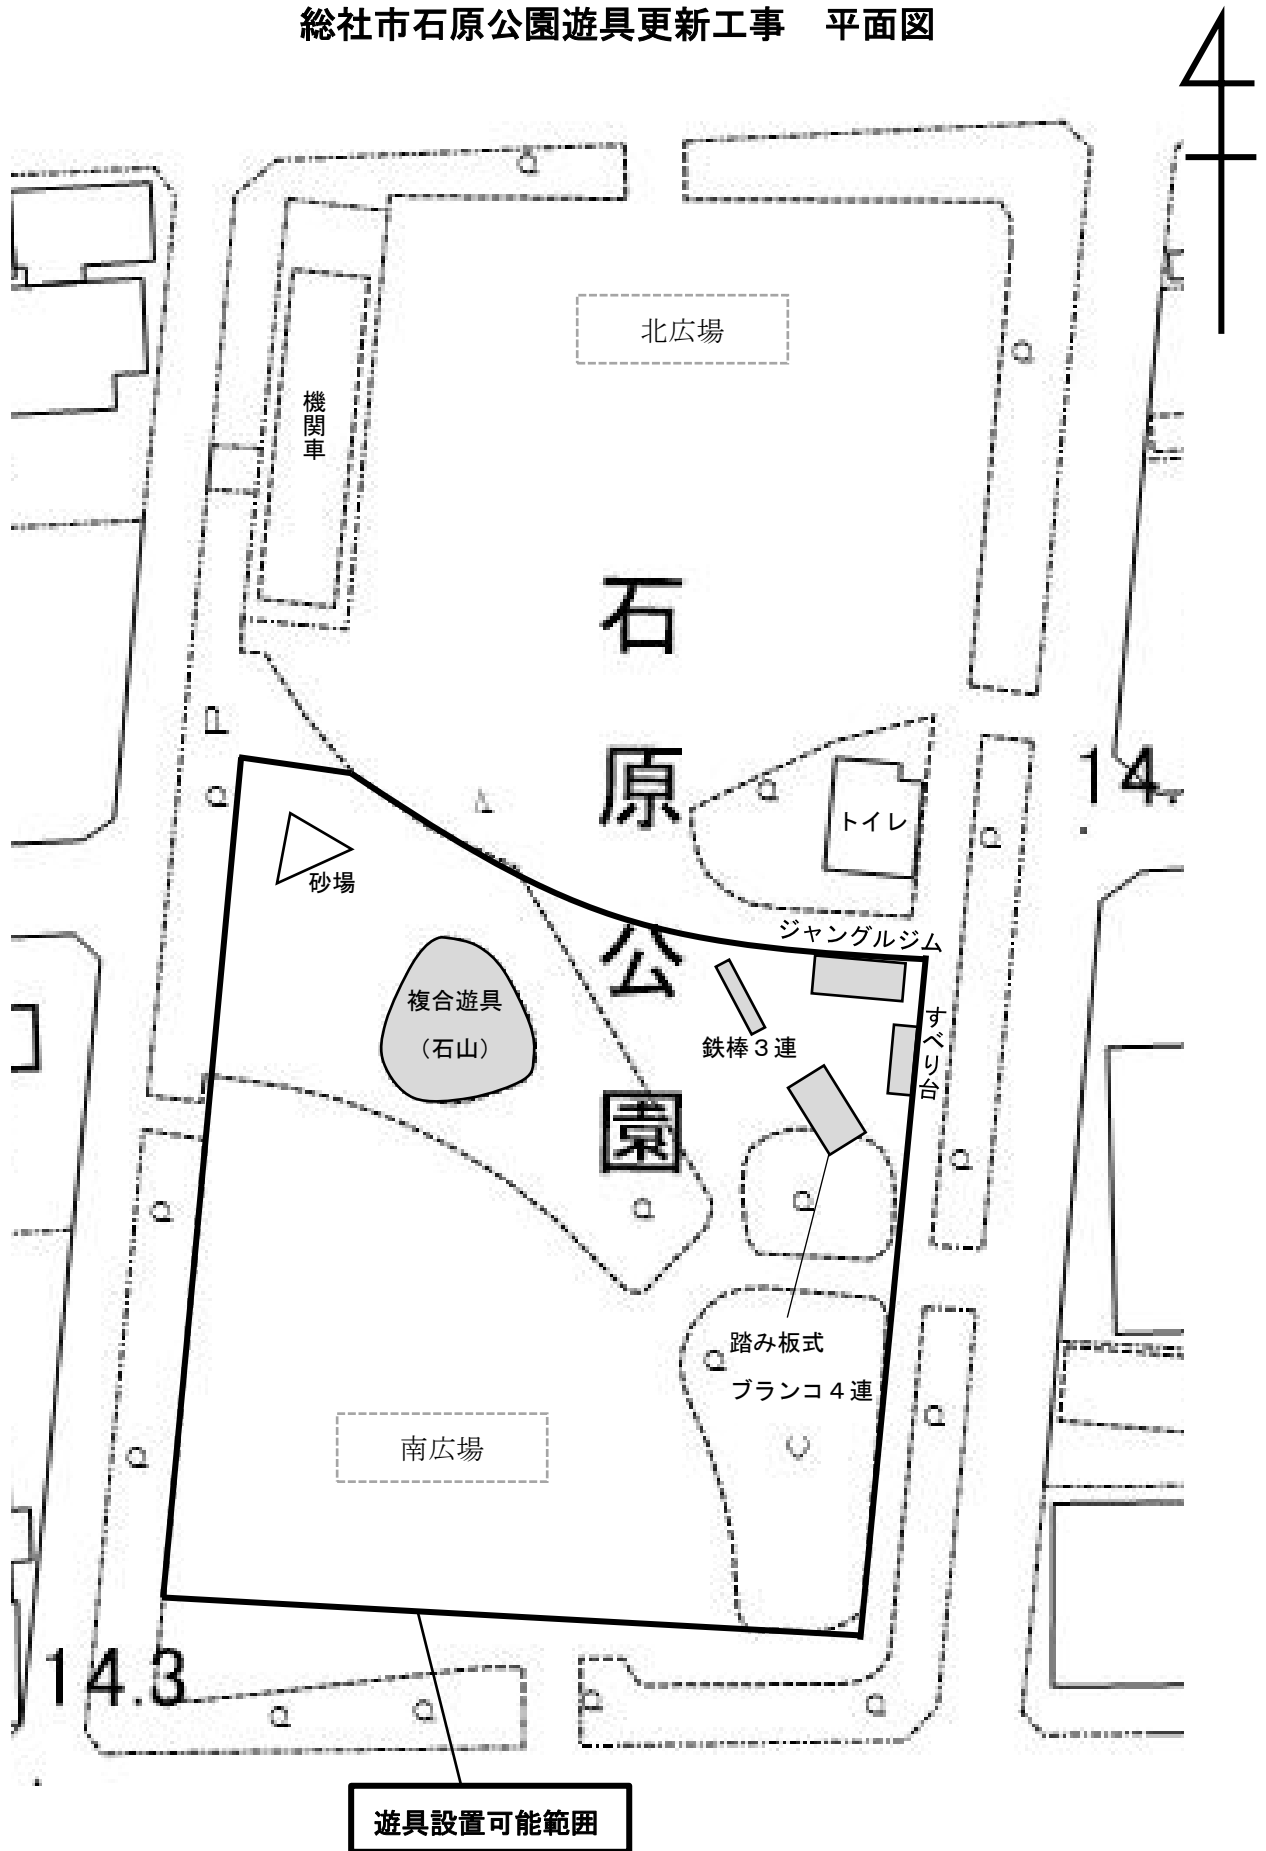 総社市石原公園遊具更新工事　平面図
北広場
機関車
石原公園
14.
トイレ
砂場
ジャングルジム
複合遊具
（石山）
鉄棒３連
すべり台
踏み板式
ブランコ４連
南広場
14.3
遊具設置可能範囲